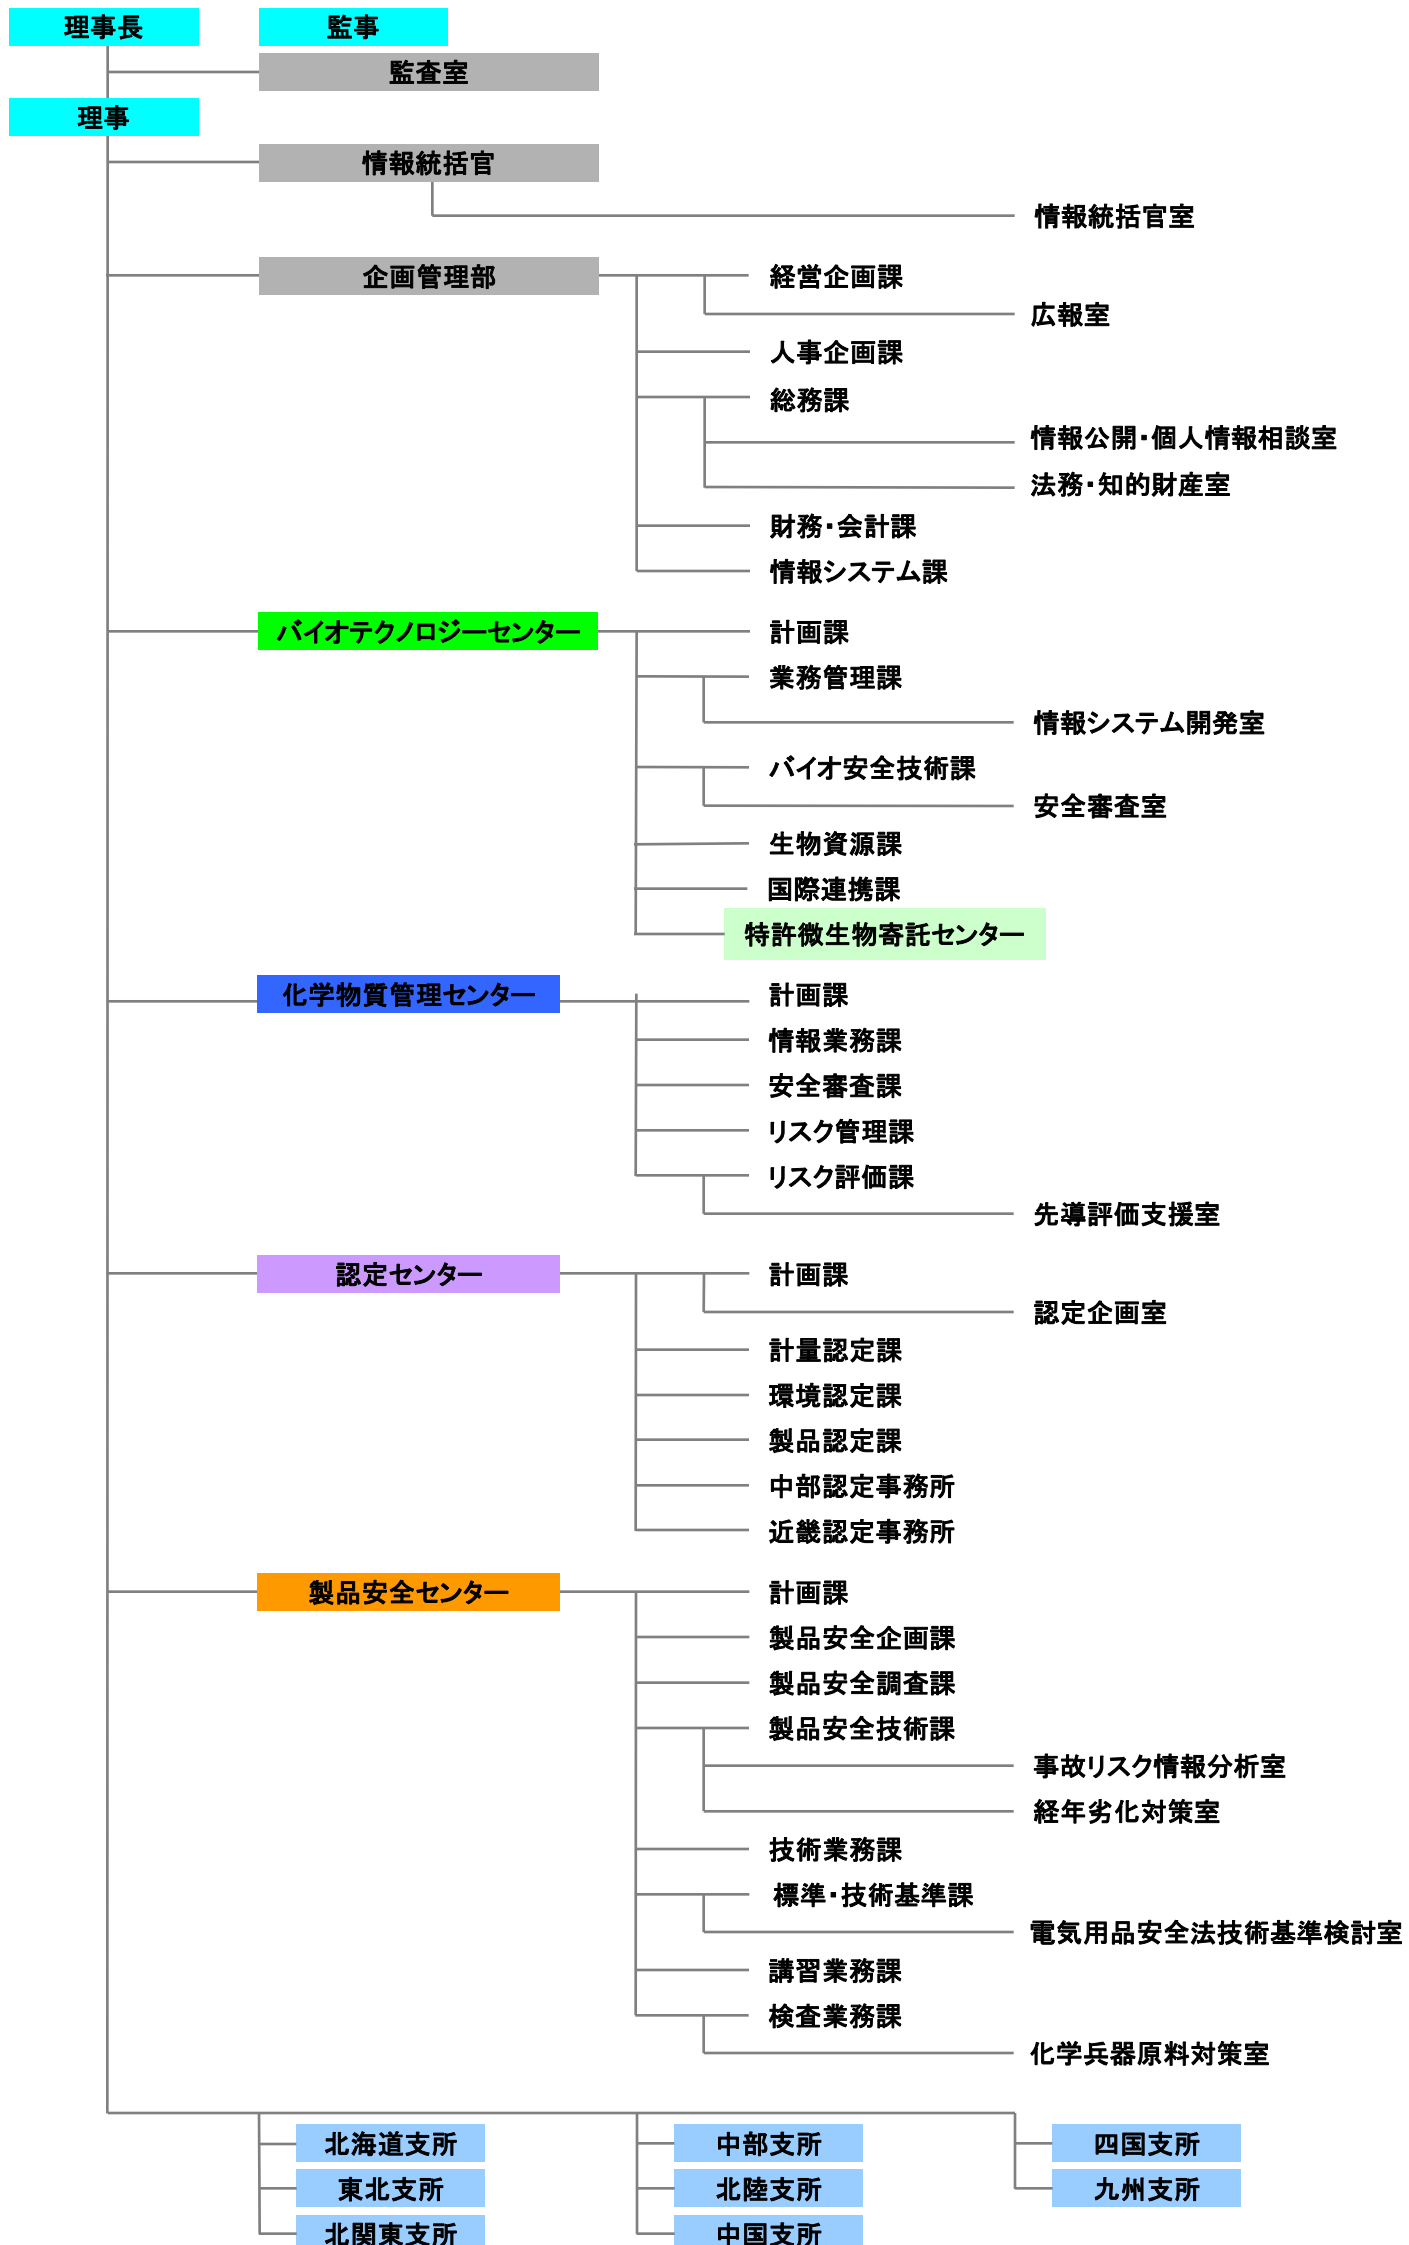 理事長
監事
監査室
理事
情報統括官
情報統括官室
企画管理部
経営企画課
広報室
人事企画課
総務課
情報公開・個人情報相談室
法務・知的財産室
財務・会計課
情報システム課
バイオテクノロジーセンター
計画課
業務管理課
情報システム開発室
バイオ安全技術課
安全審査室
生物資源課
国際連携課
特許微生物寄託センター
化学物質管理センター
計画課
情報業務課
安全審査課
リスク管理課
リスク評価課
先導評価支援室
認定センター
計画課
認定企画室
計量認定課
環境認定課
製品認定課
中部認定事務所
近畿認定事務所
製品安全センター
計画課
製品安全企画課
製品安全調査課
製品安全技術課
事故リスク情報分析室
経年劣化対策室
技術業務課
標準・技術基準課
電気用品安全法技術基準検討室
講習業務課
検査業務課
化学兵器原料対策室
北海道支所
中部支所
四国支所
東北支所
北陸支所
九州支所
北関東支所
中国支所